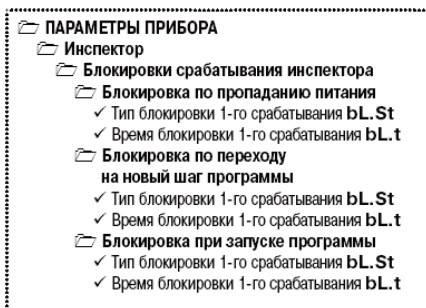 ПАРАМЕТРЫ ПРИБОРА
Инспектор
Блокировки срабатывания инспектора
Блокировка по пропаданию питания
✓ Тип блокировки 1-го срабатывания bL.St
✓ Время блокировки 1-го срабатывания bL.t
Блокировка по переходу
на новый шаг программы
✓ Тип блокировки 1-го срабатывания bL.St
✓ Время блокировки 1-го срабатывания bL.t
Блокировка при запуске программы
✓ Тип блокировки 1-го срабатывания bL.St
✓ Время блокировки 1-го срабатывания bL.t